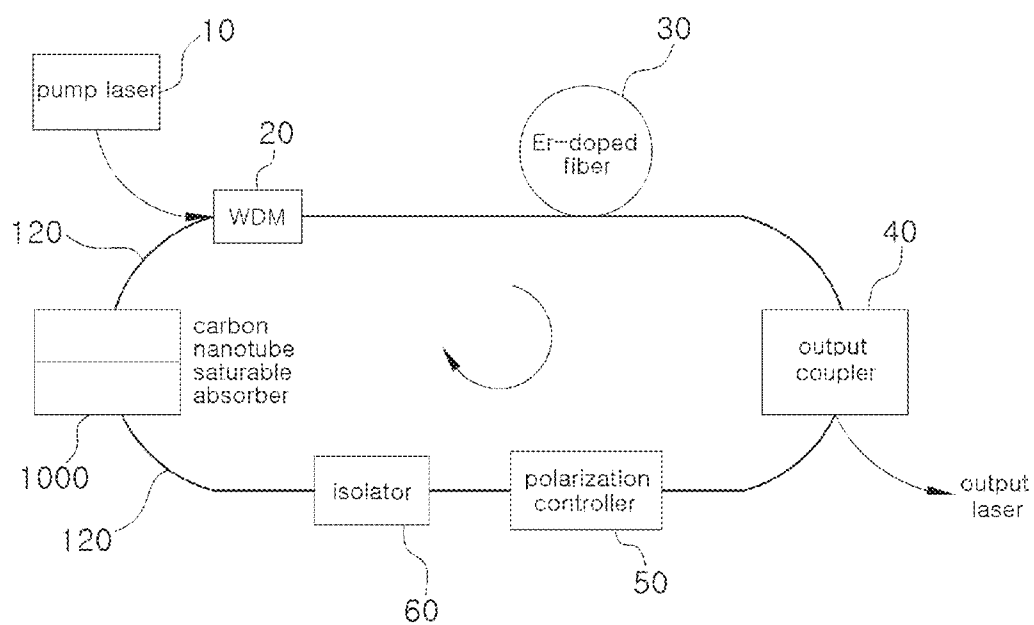 10
pump laser
20
WDM
30
Er-doped
fiber
120
40
output
coupler
carbon
nanotube
saturable
absorber
1000
120
isolator
60
polarization
controller
50
output
laser